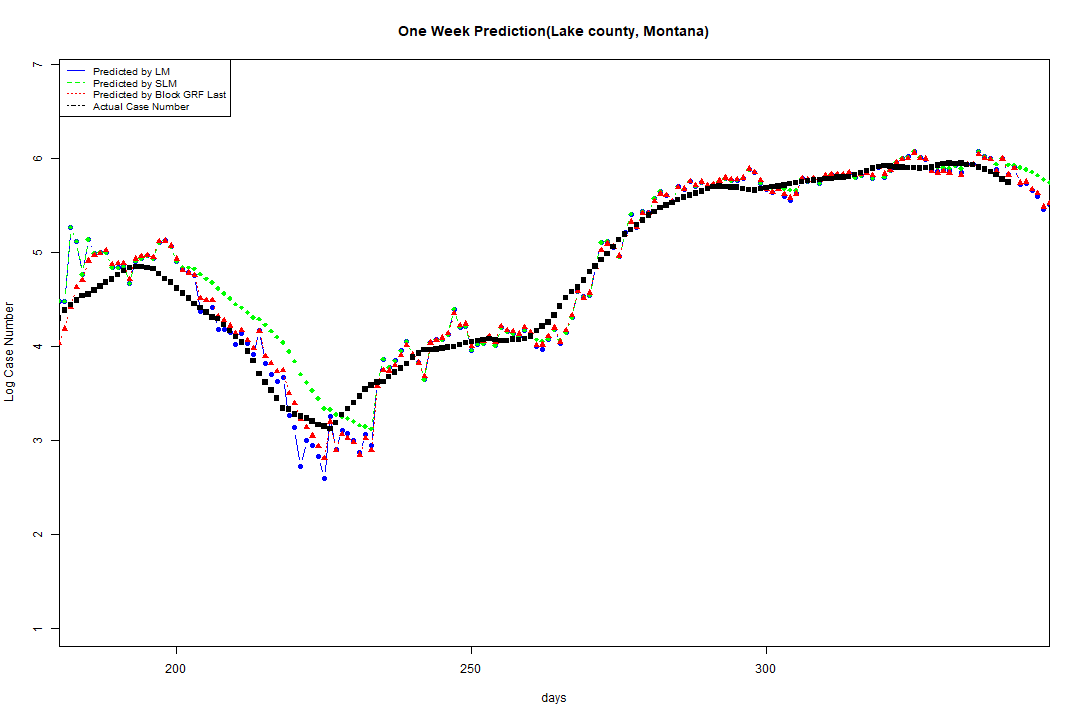 One Week Prediction(Lake county, Montana)
Predicted by LM
Predicted by SLM
Predicted by Block GRF Last
Actual Case Number
7
6
5
4
3
2
1
Log Case Number
200 250 300
days